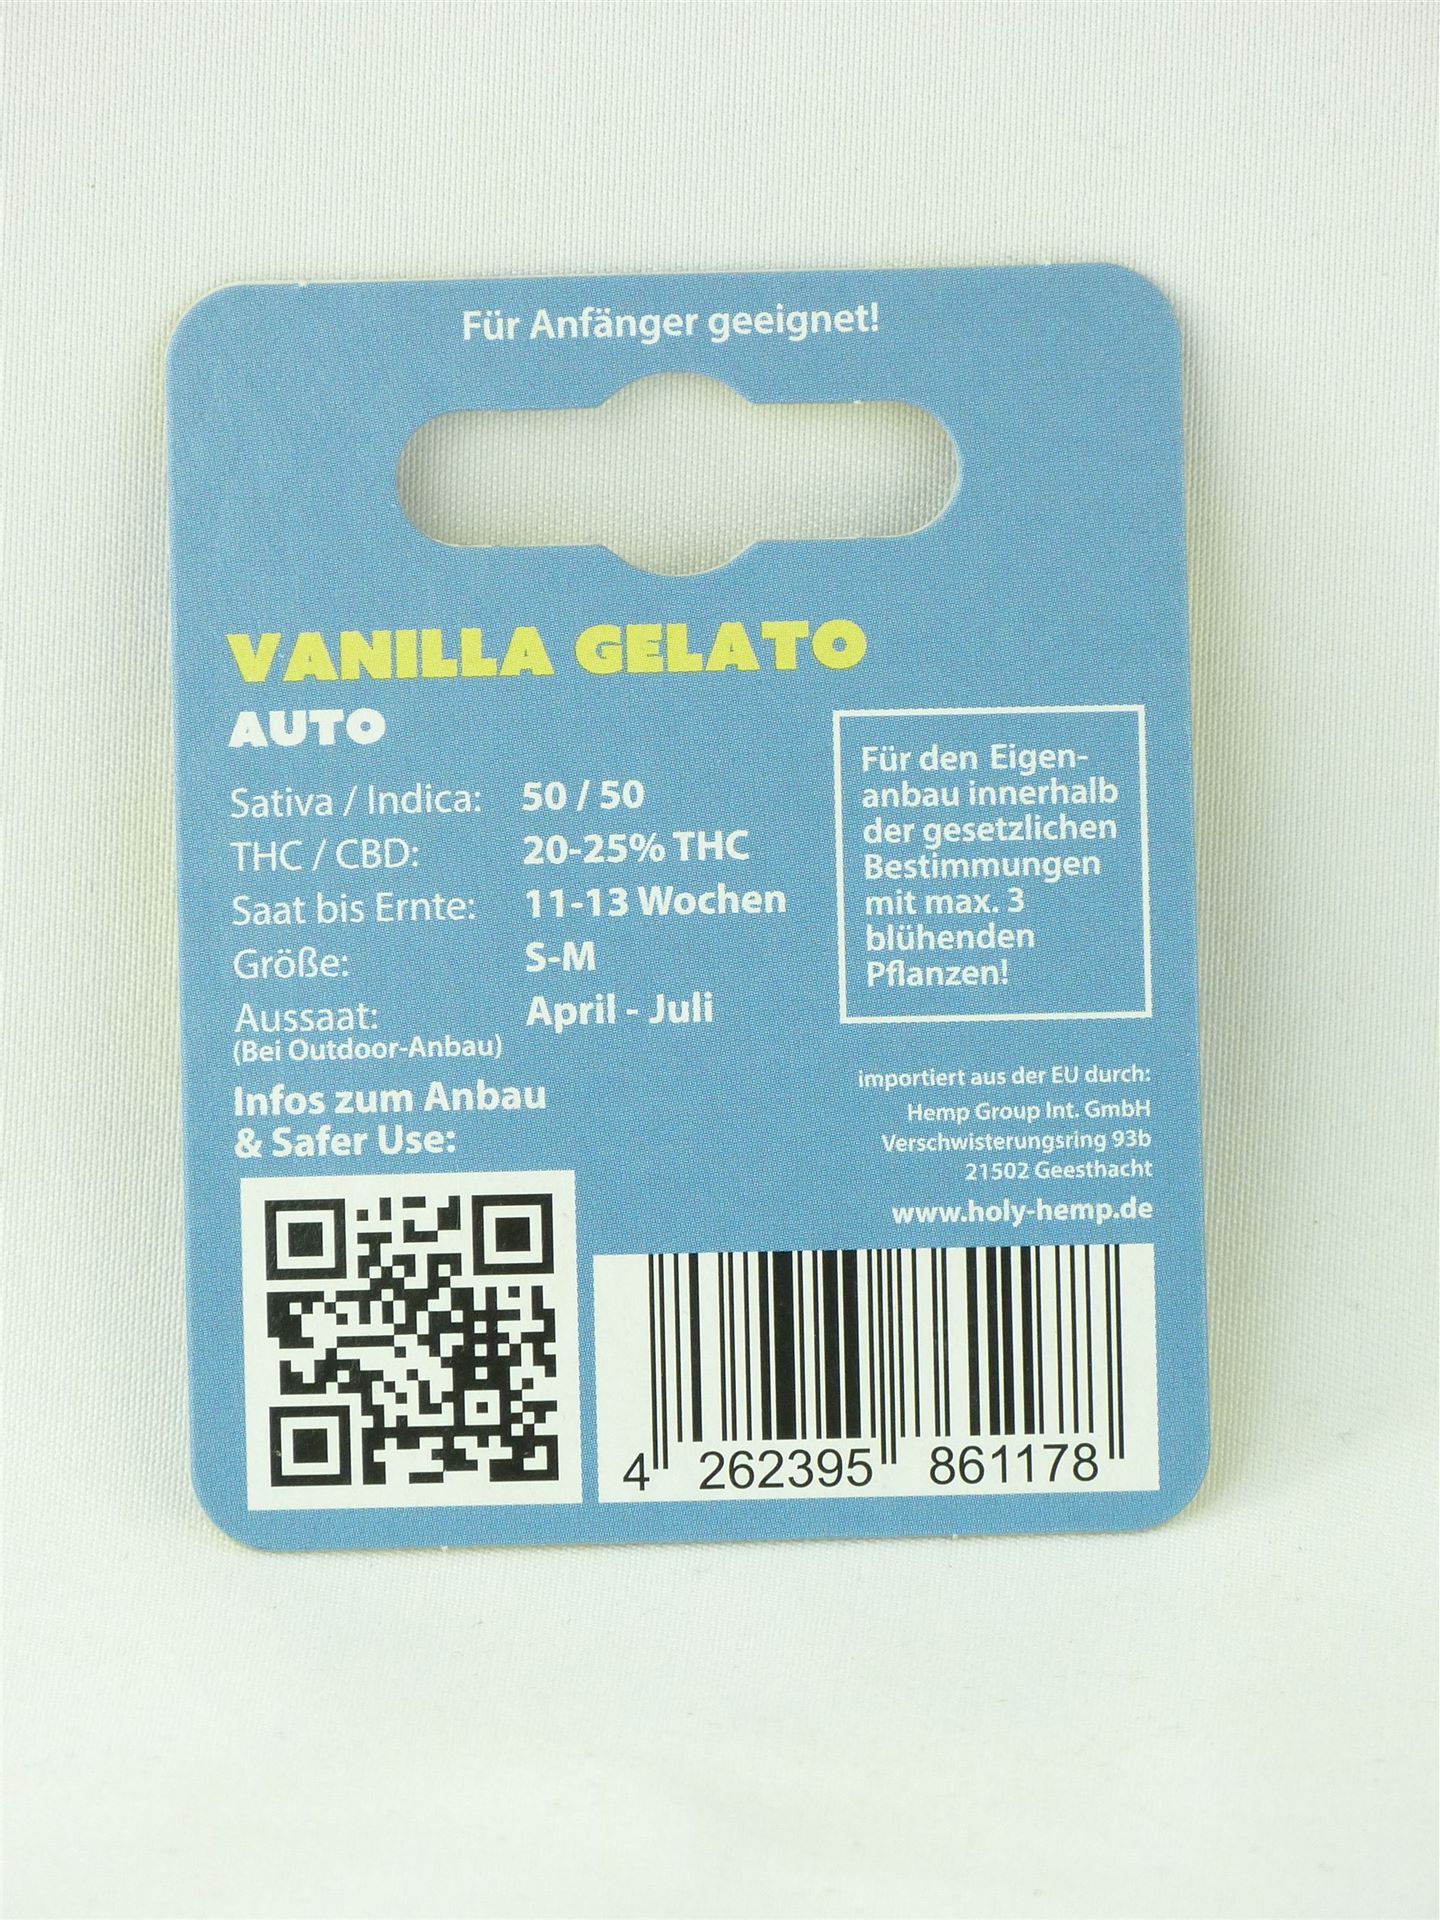 Für Anfänger geeignet!
VANILLA GELATO
AUTO
Sativa / Indica: 50 / 50
THC / CBD: 20-25% THC
Saat bis Ernte: 11-13 Wochen
Größe: S-M
Aussaat: April - Juli
(Bei Outdoor-Anbau)
Infos zum Anbau
& Safer Use:
Für den Eigen-
anbau innerhalb
der gesetzlichen
Bestimmungen
mit max. 3
blühenden
Pflanzen!
importiert aus der EU durch:
Hemp Group Int. GmbH
Verschwisterungsring 93b
21502 Geesthacht
www.holy-hemp.de
4 262395 861178